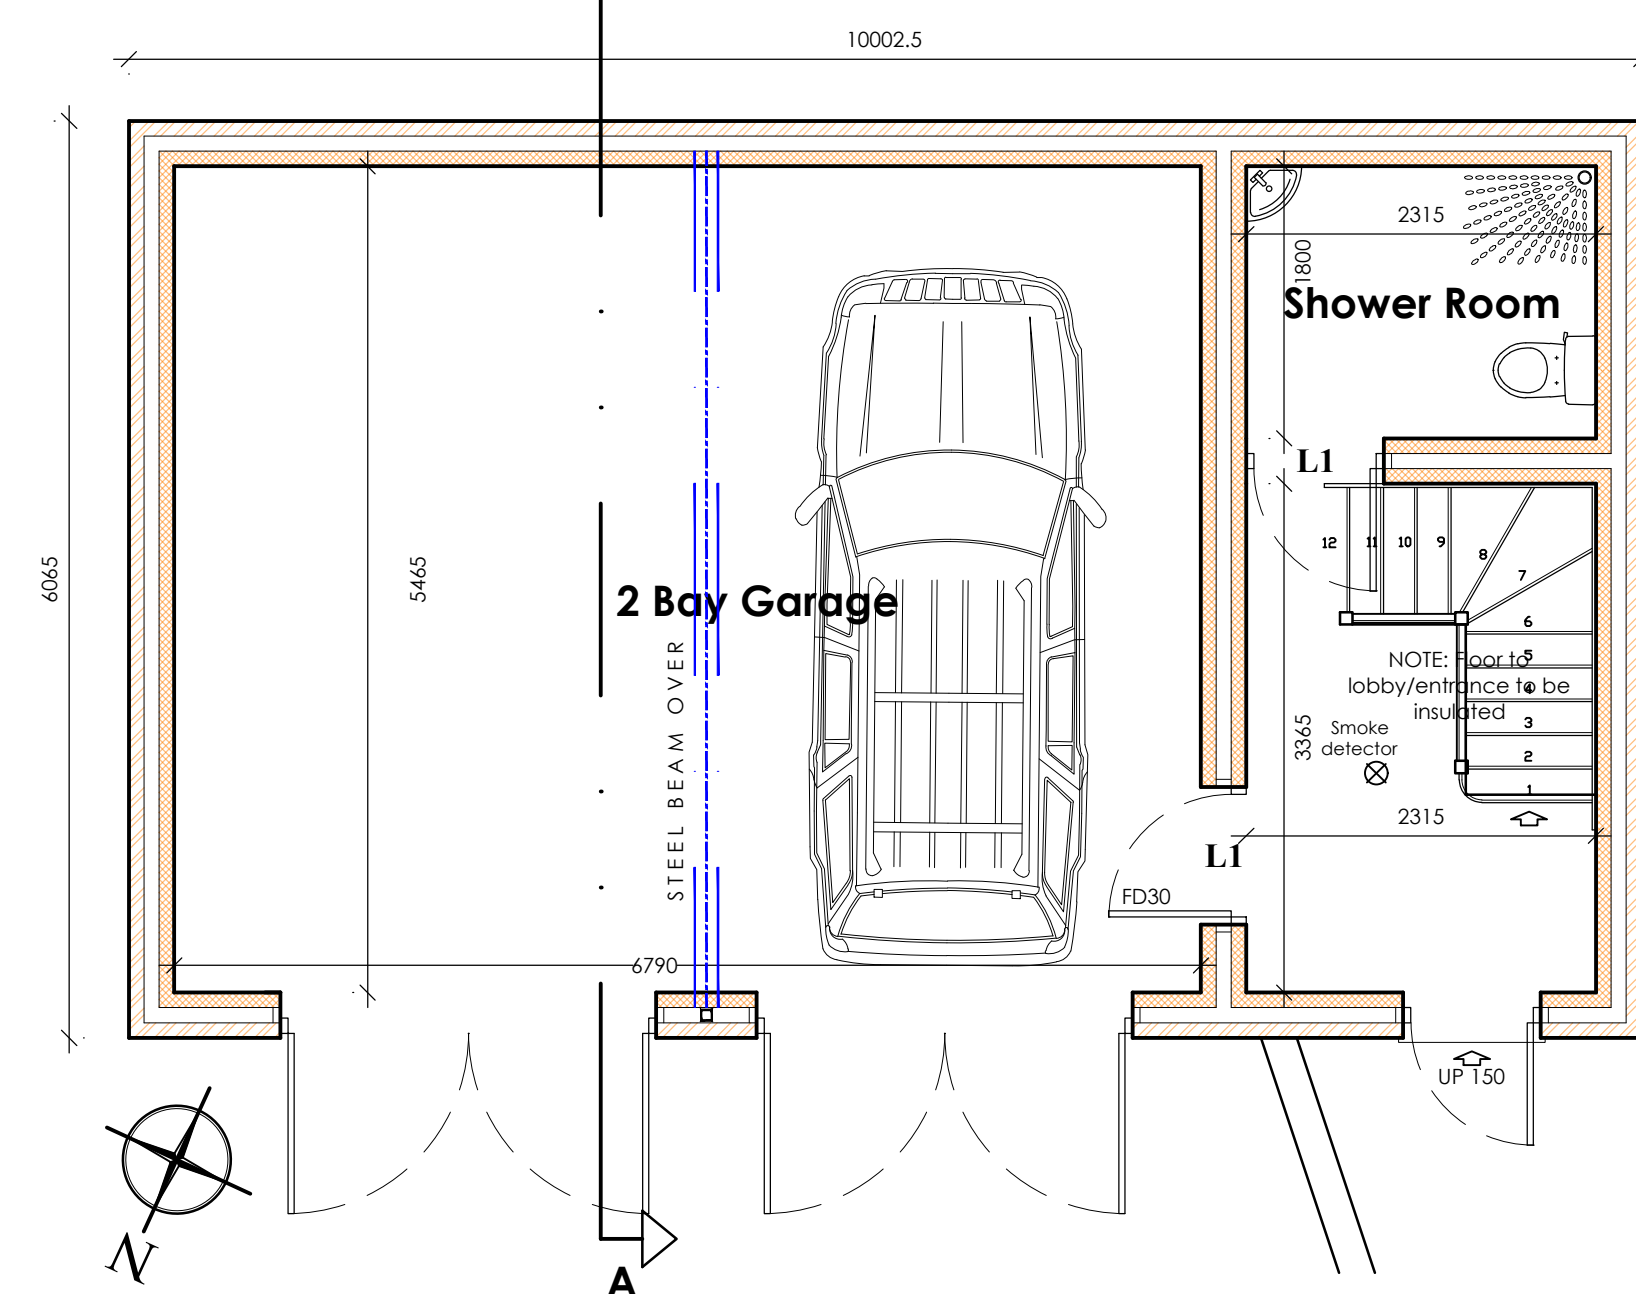 10002.5
2315
1800
Shower Room
L1
6065
5465
2 Bay Garage
STEEL BEAM OVER
12
11
10
9
8
7
6
5
4
3
2
1
NOTE: Floor to
lobby/entrance to be
insulated
Smoke
detector
3365
2315
L1
FD30
6790
UP 150
N
A